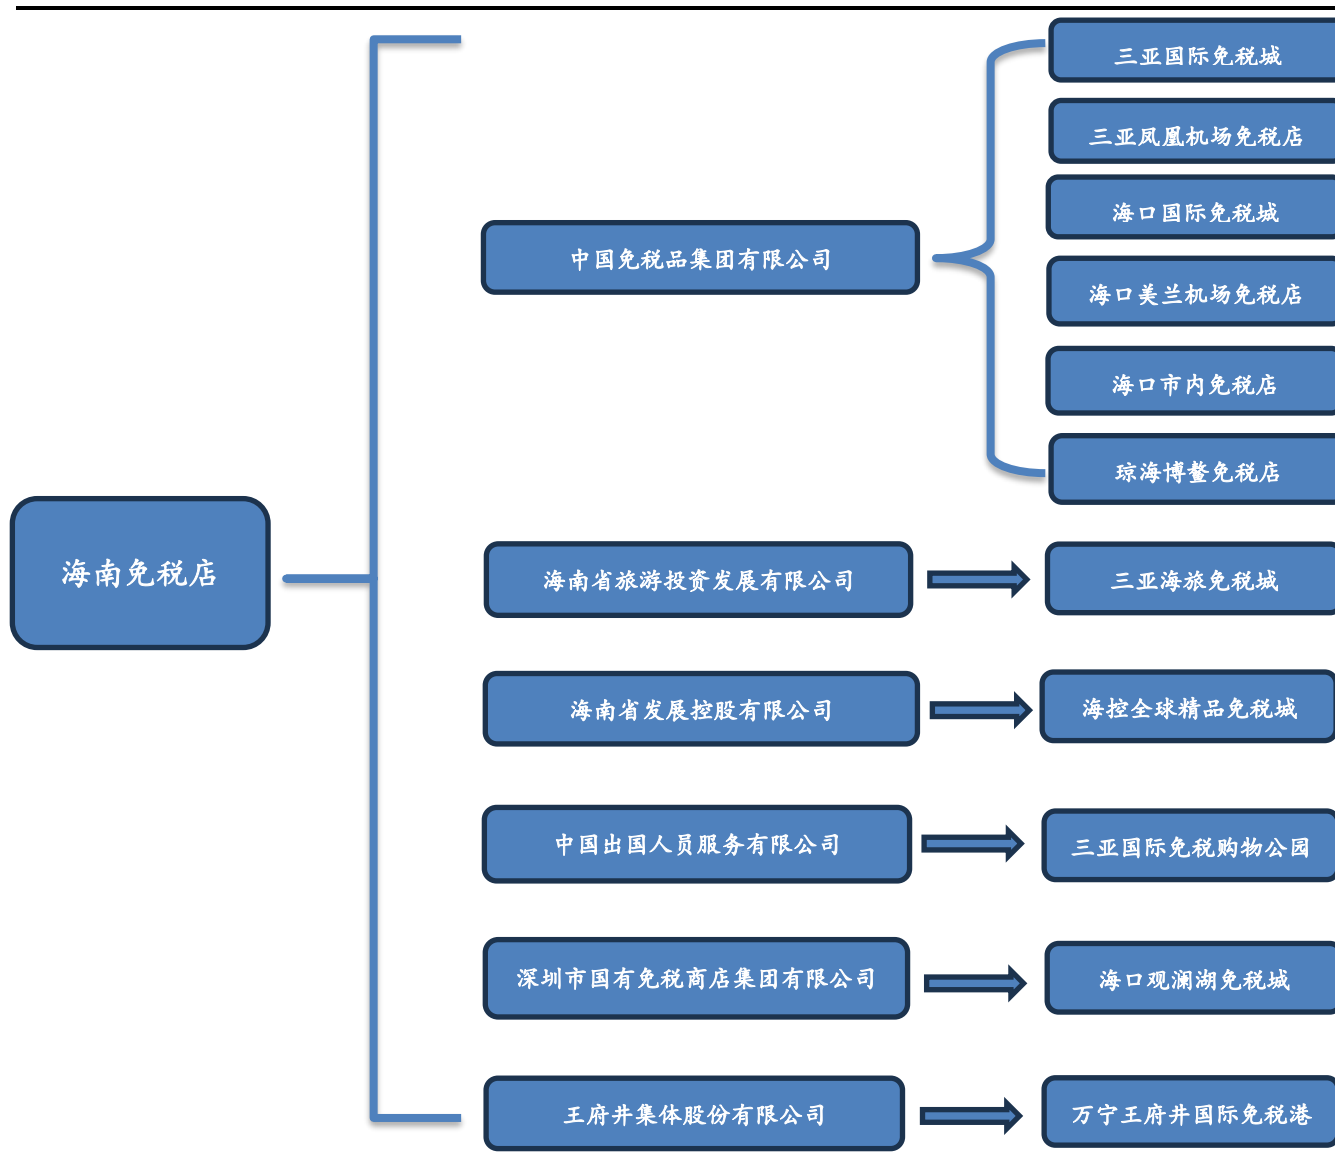 海南免税店
中国免税品集团有限公司
三亚国际免税城
三亚凤凰机场免税店
海口国际免税城
海口美兰机场免税店
海口市内免税店
琼海博鳌免税店
海南省旅游投资发展有限公司
三亚海旅免税城
海南省发展控股有限公司
海控全球精品免税城
中国出国人员服务有限公司
三亚国际免税购物公园
深圳市国有免税商店集团有限公司
海口观澜湖免税城
王府井集体股份有限公司
万宁王府井国际免税港